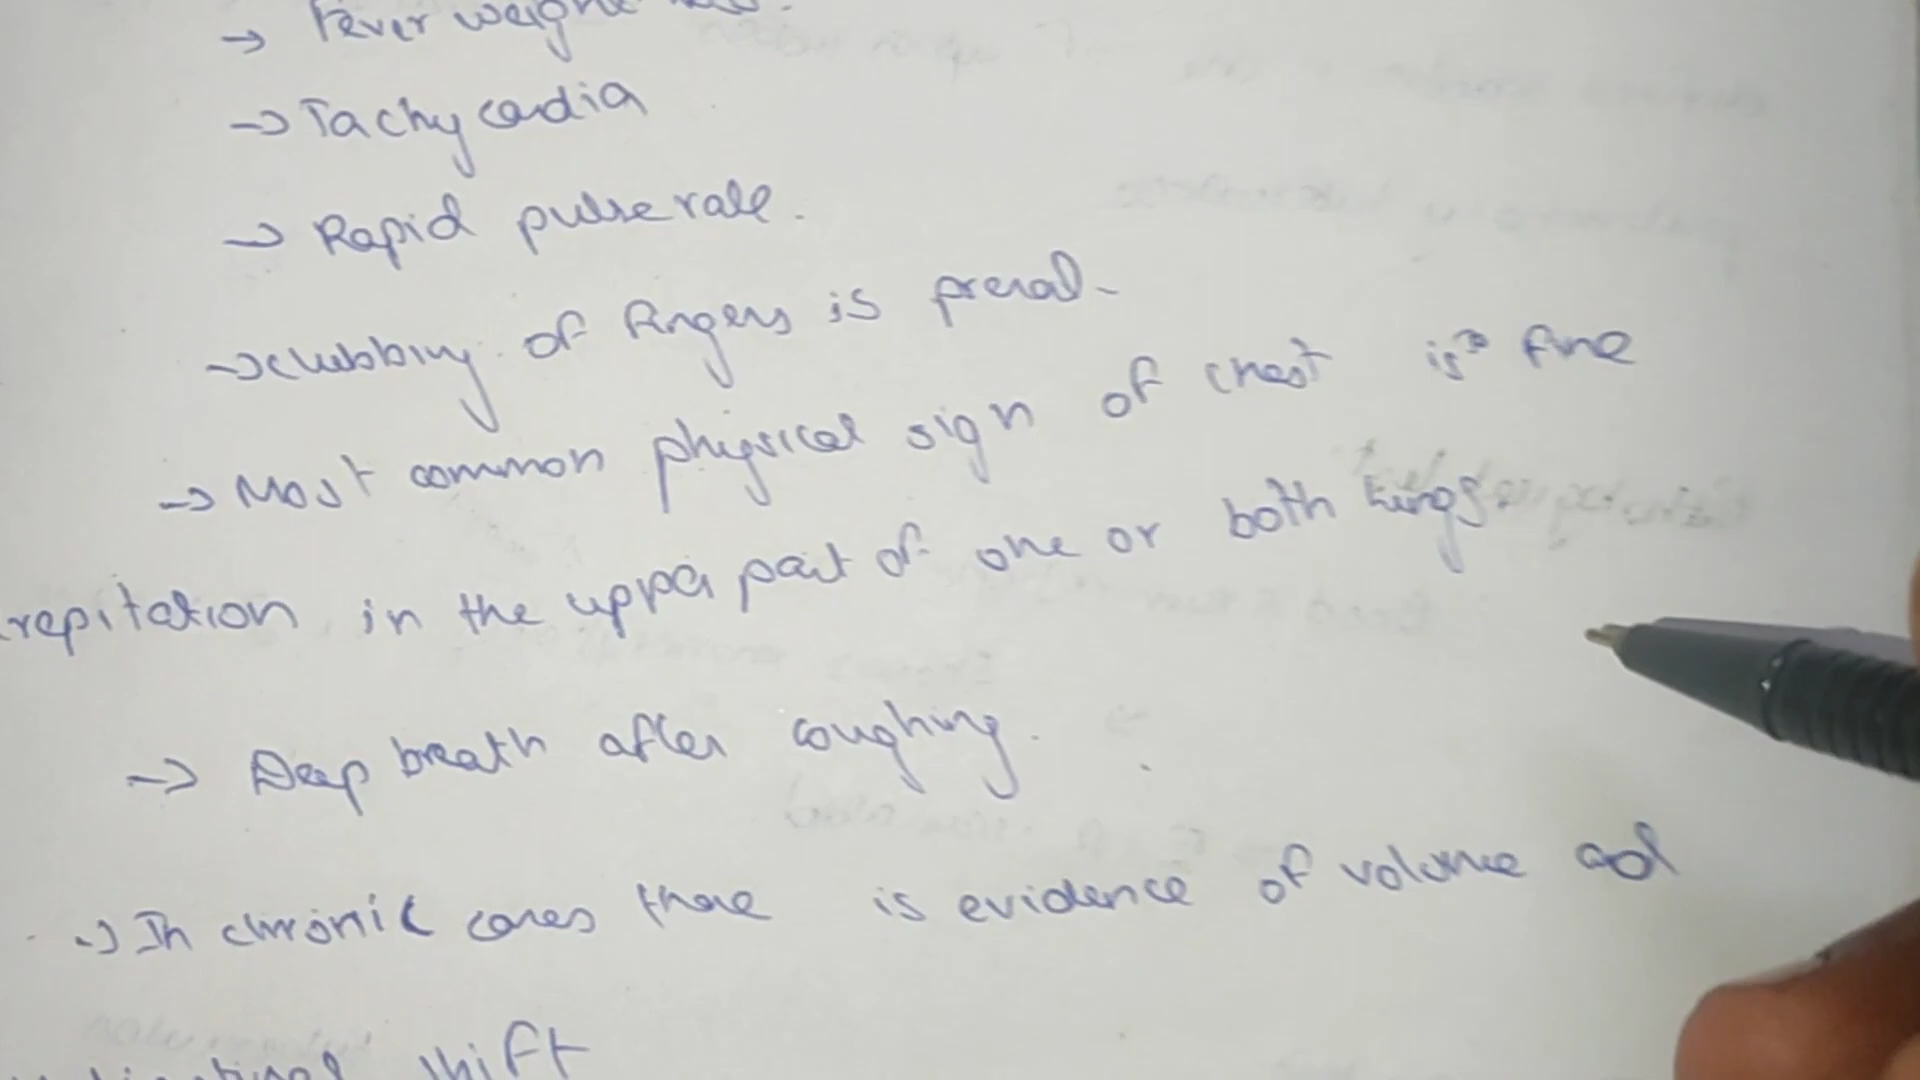 → Fever weight
→ Tachycardia
→ Rapid pulse rate.
→ clubbing of fingers is
→ Most common physical sign of chest is fine
crepitation in the upper part of one or both lungs.
→ Deep breath after coughing.
→ In chronic cases there is evidence of volume
shift